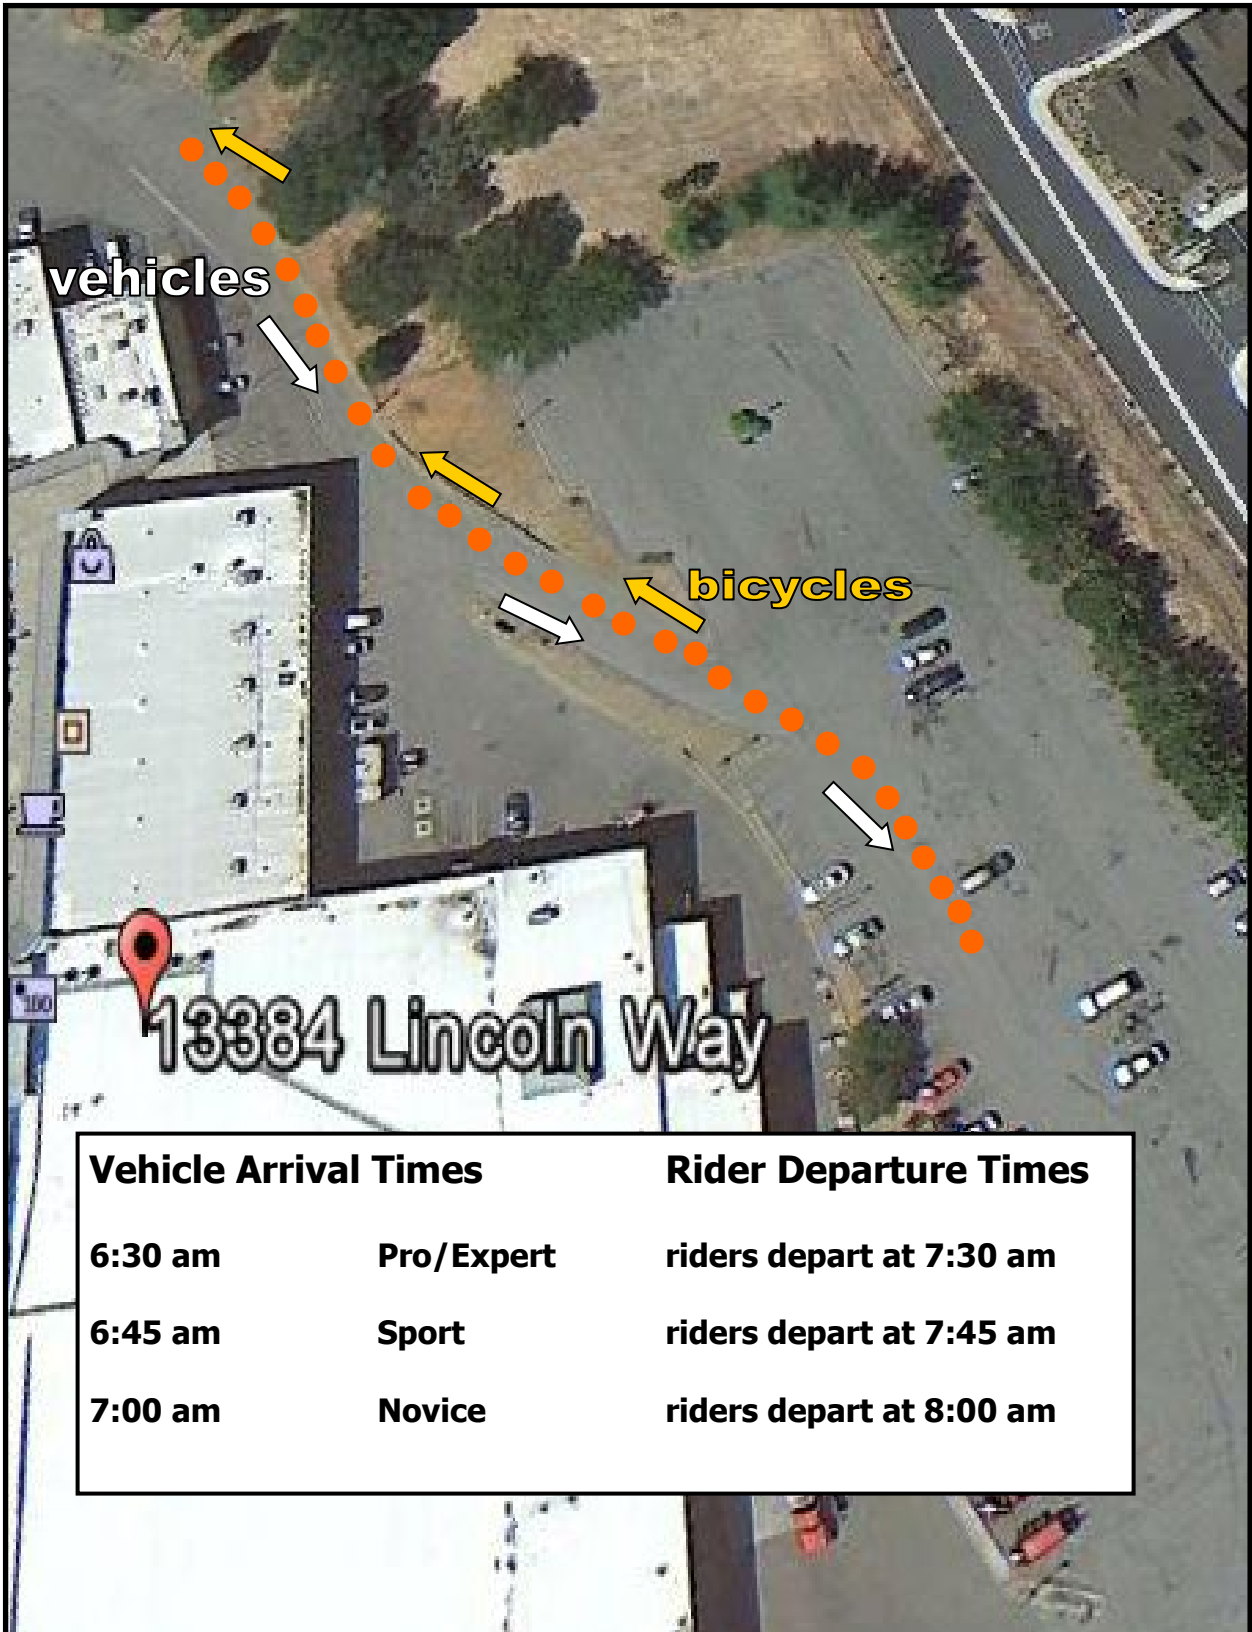 vehicles
bicycles
13384 Lincoln Way
100
Vehicle Arrival Times Rider Departure Times
6:30 am Pro/Expert riders depart at 7:30 am
6:45 am Sport riders depart at 7:45 am
7:00 am Novice riders depart at 8:00 am